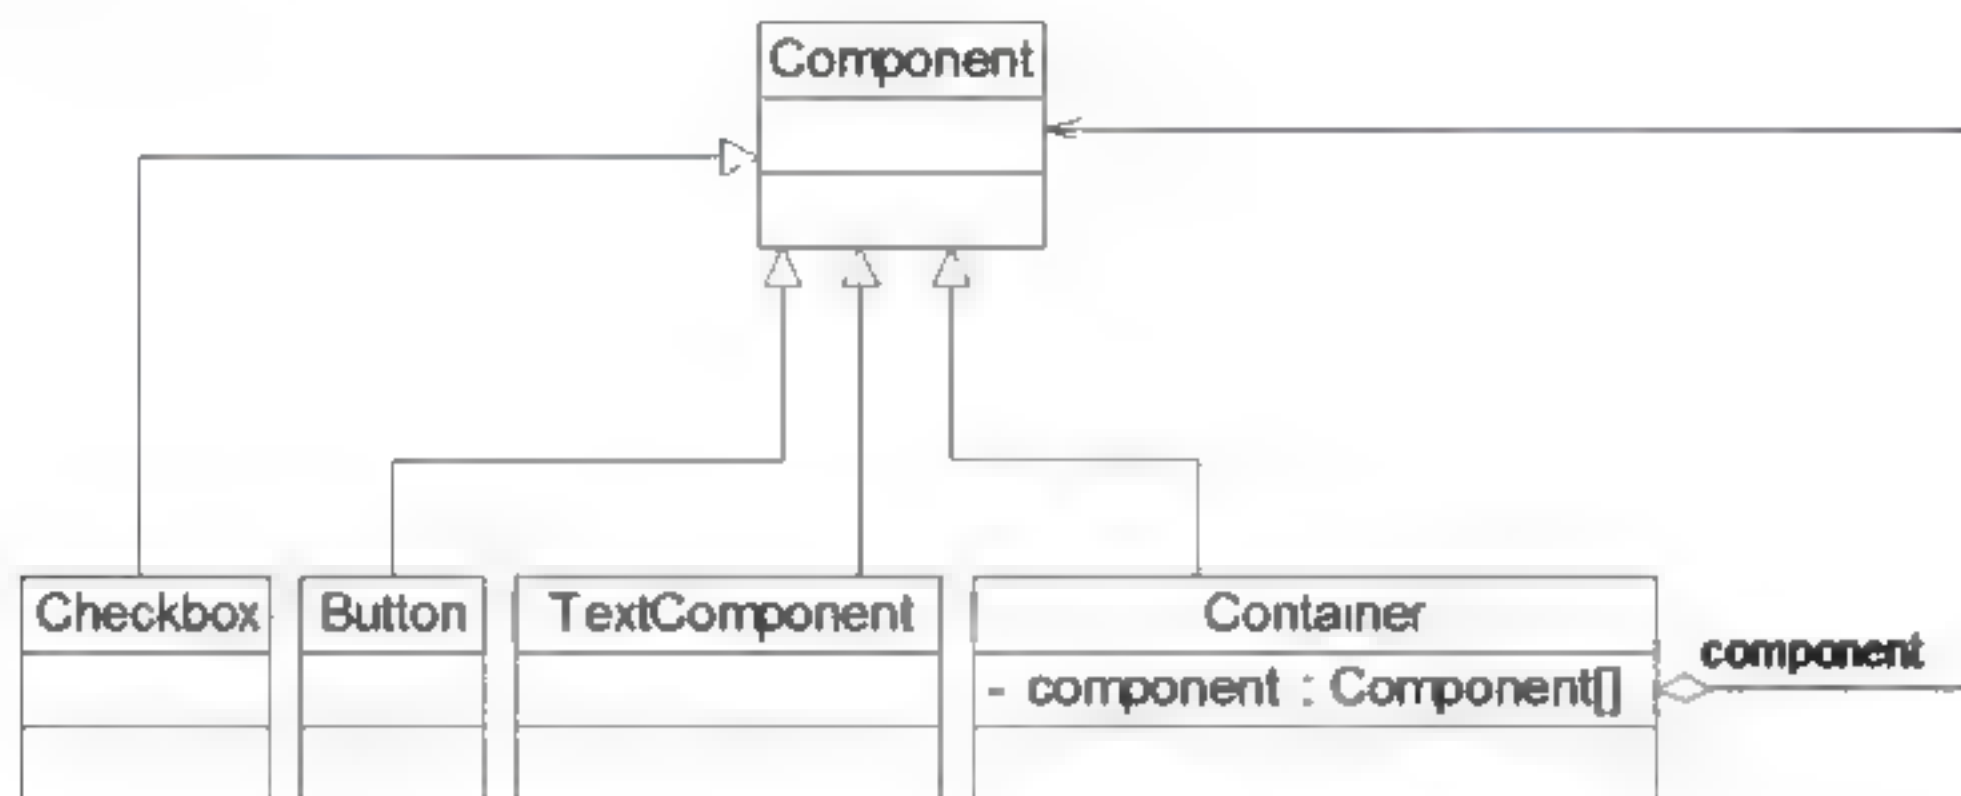 Component
Checkbox
Button
TextComponent
Container
- component : Component[]
component